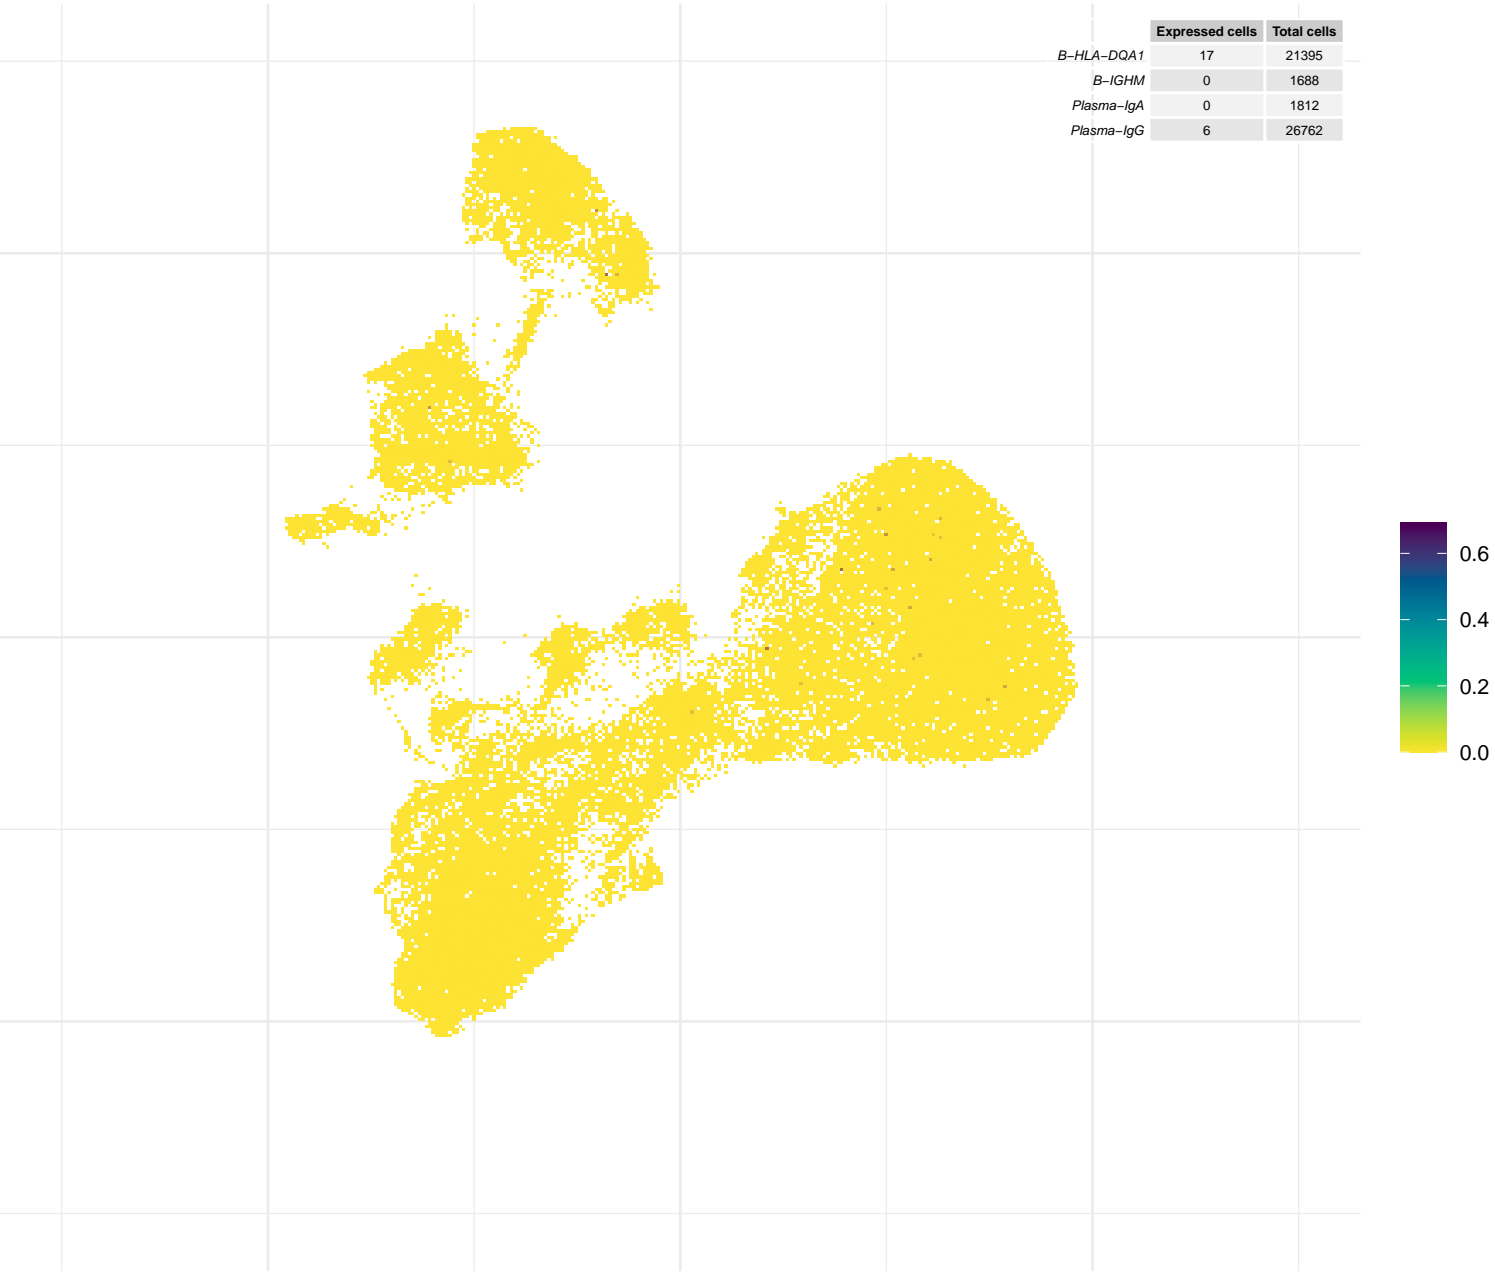 Expressed cells Total cells
B−HLA−DQA1 17 21395
B−IGHM 0 1688
Plasma−IgA 0 1812
Plasma−IgG 6 26762
0.6
0.4
0.2
0.0